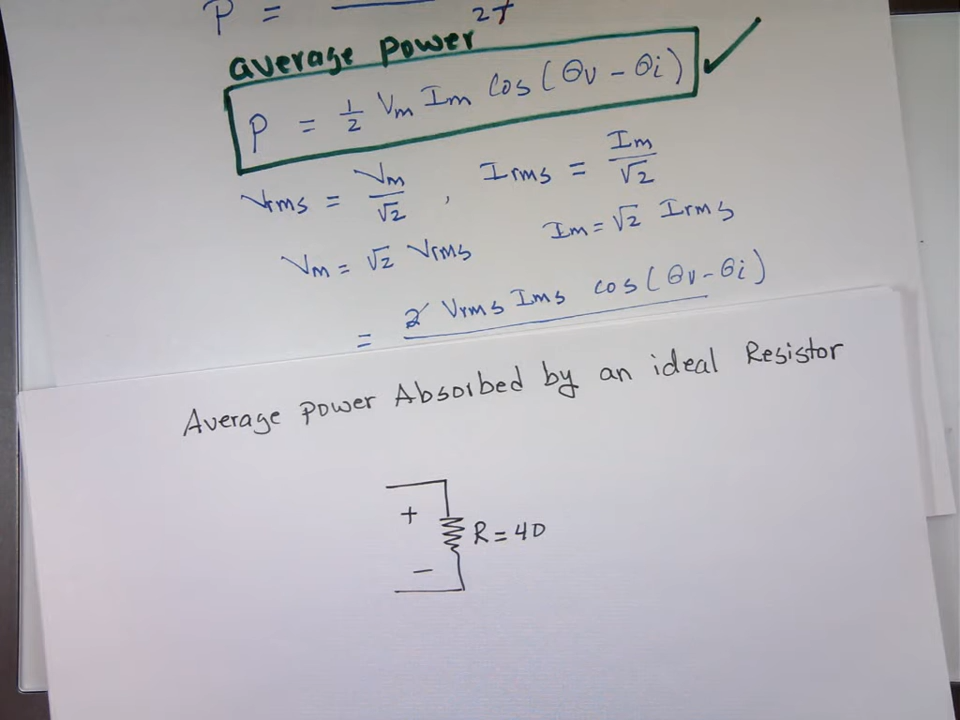 P = 2T
average power
P = 1/2 Vm Im cos(θv - θi)
Vrms = Vm/√2 , Irms = Im/√2
Vm = √2 Vrms Im = √2 Irms
= 2 Vrms Ims cos(θv - θi)
Average power Absorbed by an ideal Resistor
+
R = 40
-